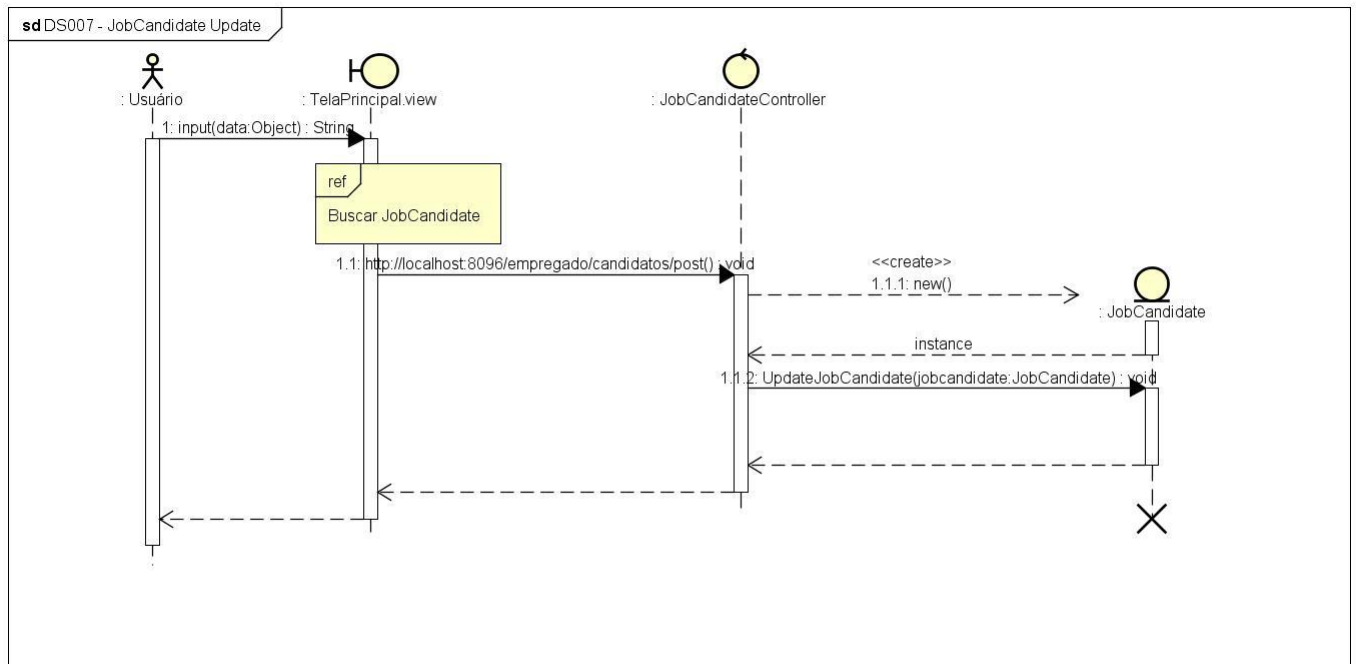 sd DS007 - JobCandidate Update
: Usuário
: TelaPrincipal.view
: JobCandidateController
1: input(data:Object) : String
ref
Buscar JobCandidate
1.1: http://localhost:8096/empregado/candidatos/post() : void
<<create>>
1.1.1: new()
: JobCandidate
instance
1.1.2: UpdateJobCandidate(jobcandidate:JobCandidate) : void